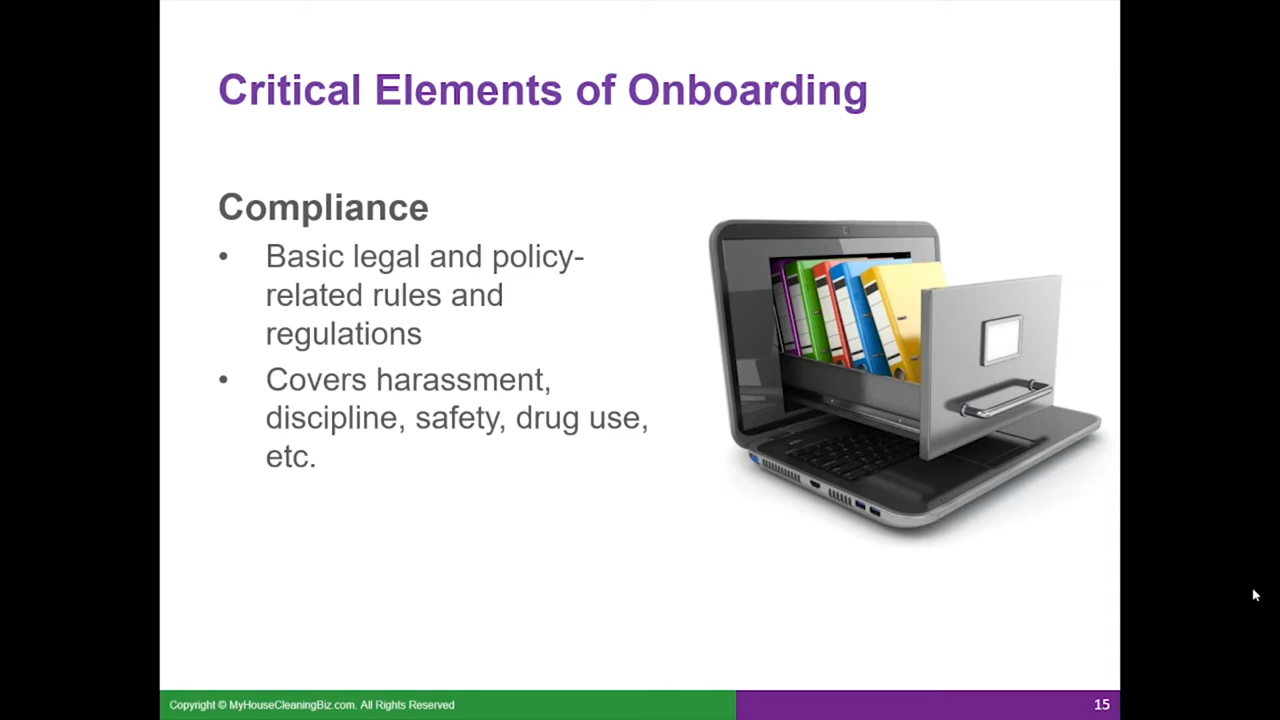 Critical Elements of Onboarding
Compliance
• Basic legal and policy-
related rules and
regulations
• Covers harassment,
discipline, safety, drug use,
etc.
Copyright © MyHouseCleaningBiz.com. All Rights Reserved
15